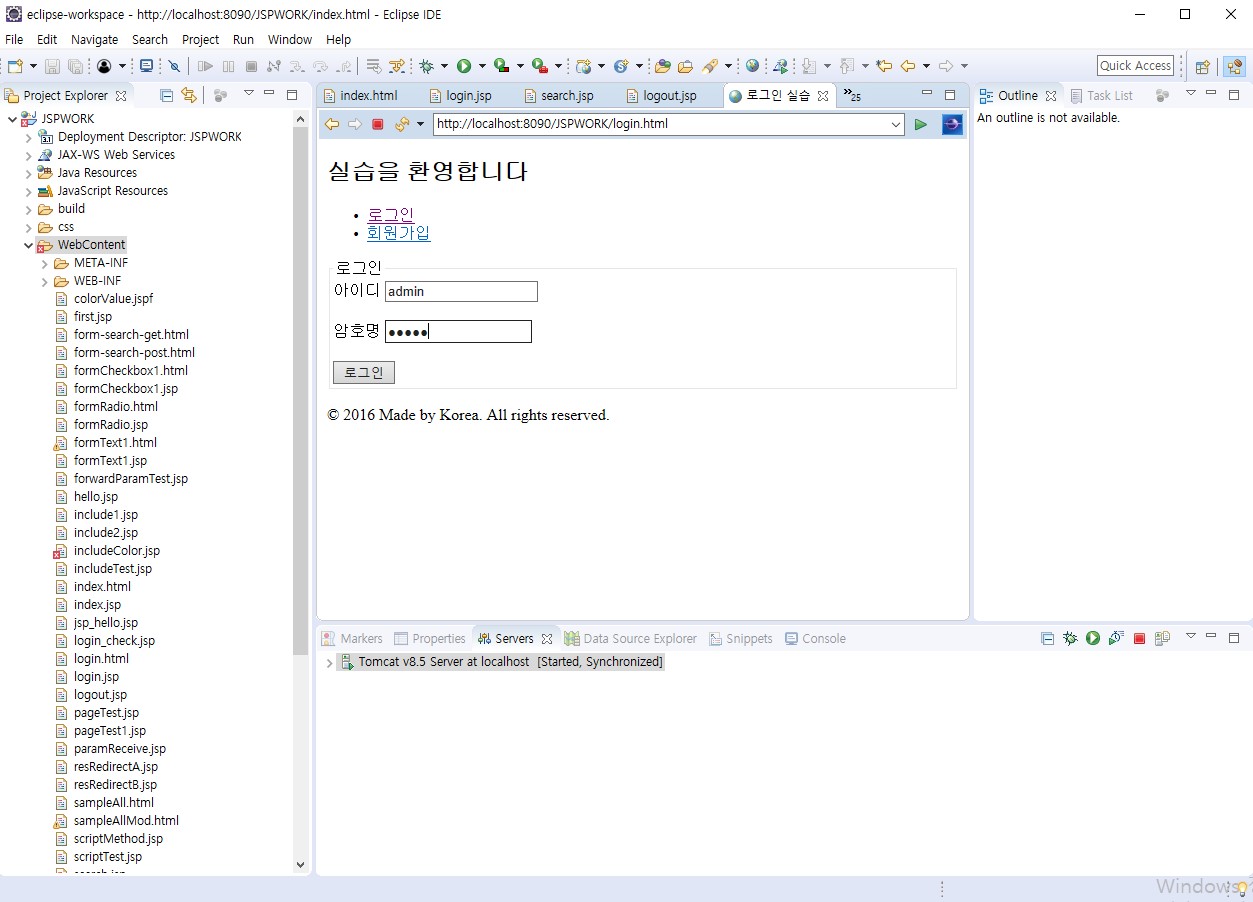 eclipse-workspace - http://localhost:8090/JSPWORK/index.html - Eclipse IDE
File Edit Navigate Search Project Run Window Help
Quick Access
Project Explorer
JSPWORK
Deployment Descriptor: JSPWORK
JAX-WS Web Services
Java Resources
JavaScript Resources
build
css
WebContent
META-INF
WEB-INF
colorValue.jspf
first.jsp
form-search-get.html
form-search-post.html
formCheckbox1.html
formCheckbox1.jsp
formRadio.html
formRadio.jsp
formText1.html
formText1.jsp
forwardParamTest.jsp
hello.jsp
include1.jsp
include2.jsp
includeColor.jsp
includeTest.jsp
index.html
index.jsp
jsp_hello.jsp
login_check.jsp
login.html
login.jsp
logout.jsp
pageTest.jsp
pageTest1.jsp
paramReceive.jsp
resRedirectA.jsp
resRedirectB.jsp
sampleAll.html
sampleAllMod.html
scriptMethod.jsp
scriptTest.jsp
index.html login.jsp search.jsp logout.jsp 로그인 실습 »25
http://localhost:8090/JSPWORK/login.html
실습을 환영합니다
• 로그인
• 회원가입
로그인
아이디 admin
암호명 •••••
로그인
© 2016 Made by Korea. All rights reserved.
Outline Task List
An outline is not available.
Markers Properties Servers Data Source Explorer Snippets Console
Tomcat v8.5 Server at localhost [Started, Synchronized]
Windows